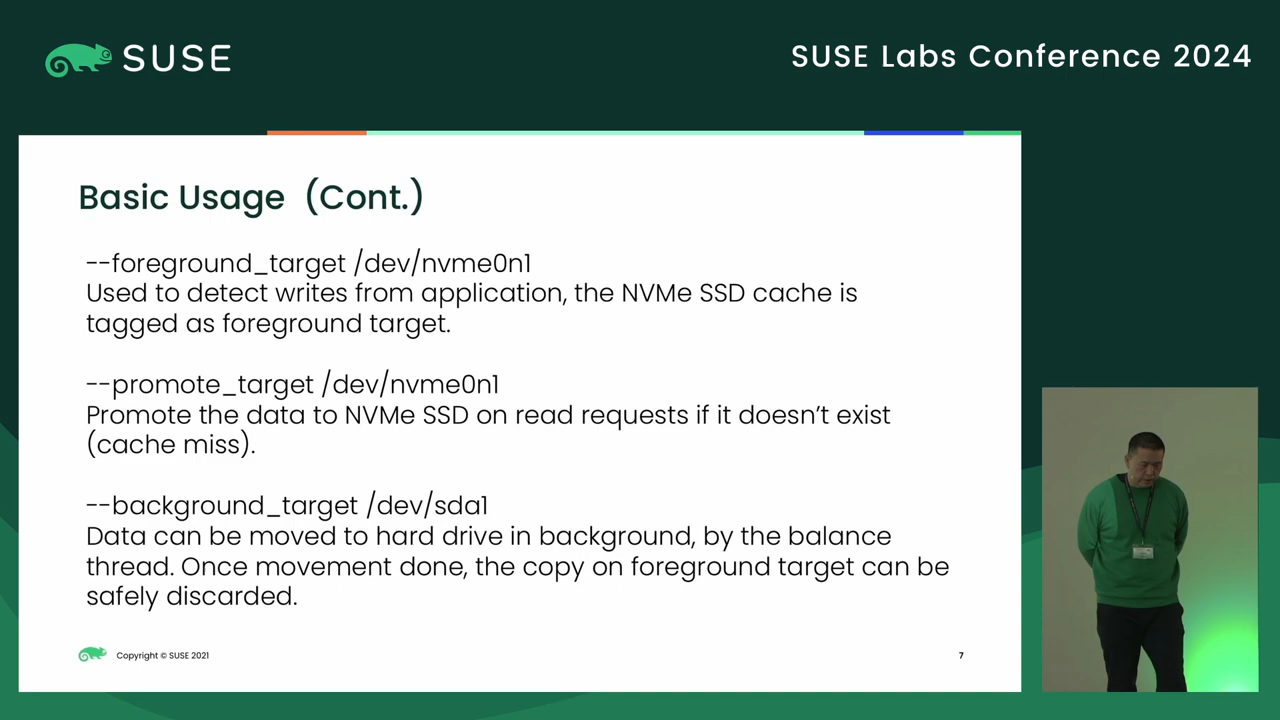 SUSE
SUSE Labs Conference 2024
Basic Usage (Cont.)
--foreground_target /dev/nvme0n1
Used to detect writes from application, the NVMe SSD cache is
tagged as foreground target.
--promote_target /dev/nvme0n1
Promote the data to NVMe SSD on read requests if it doesn’t exist
(cache miss).
--background_target /dev/sda1
Data can be moved to hard drive in background, by the balance
thread. Once movement done, the copy on foreground target can be
safely discarded.
Copyright © SUSE 2021
7